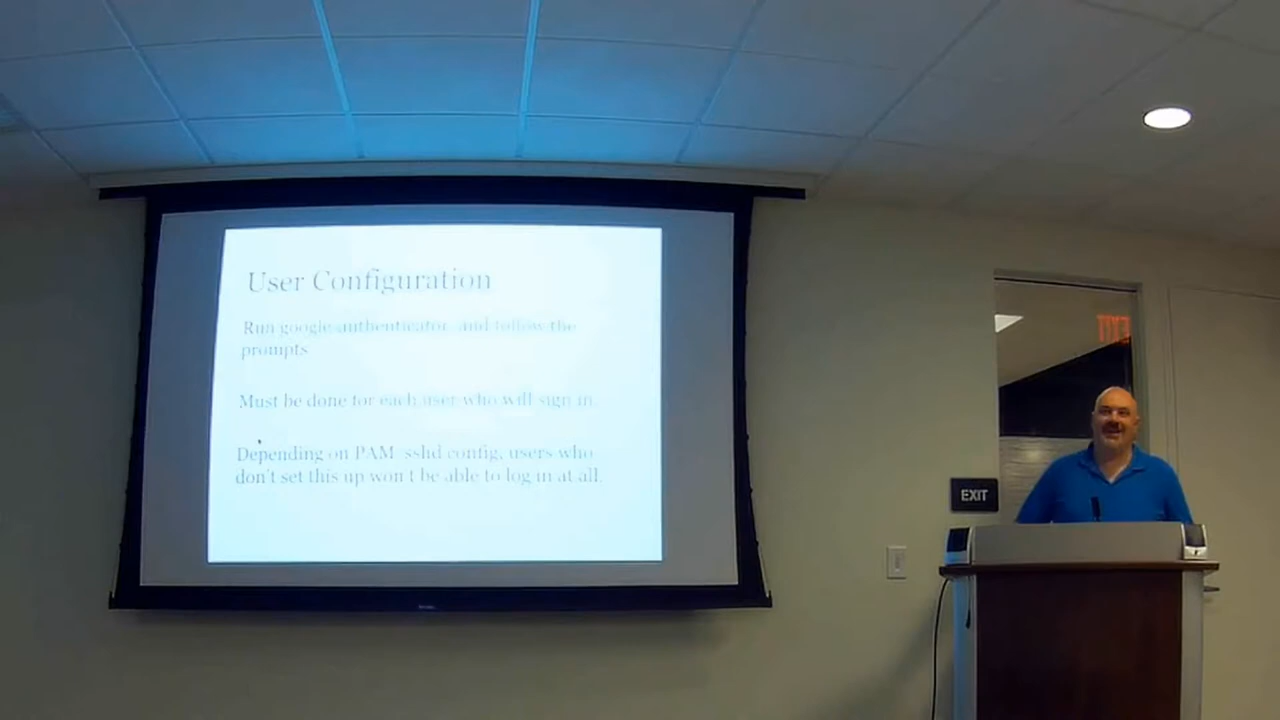 User Configuration
Run google-authenticator, and follow the
prompts
Must be done for each user who will sign in.
Depending on PAM sshd config, users who
don't set this up won't be able to log in at all.
EXIT
EXIT